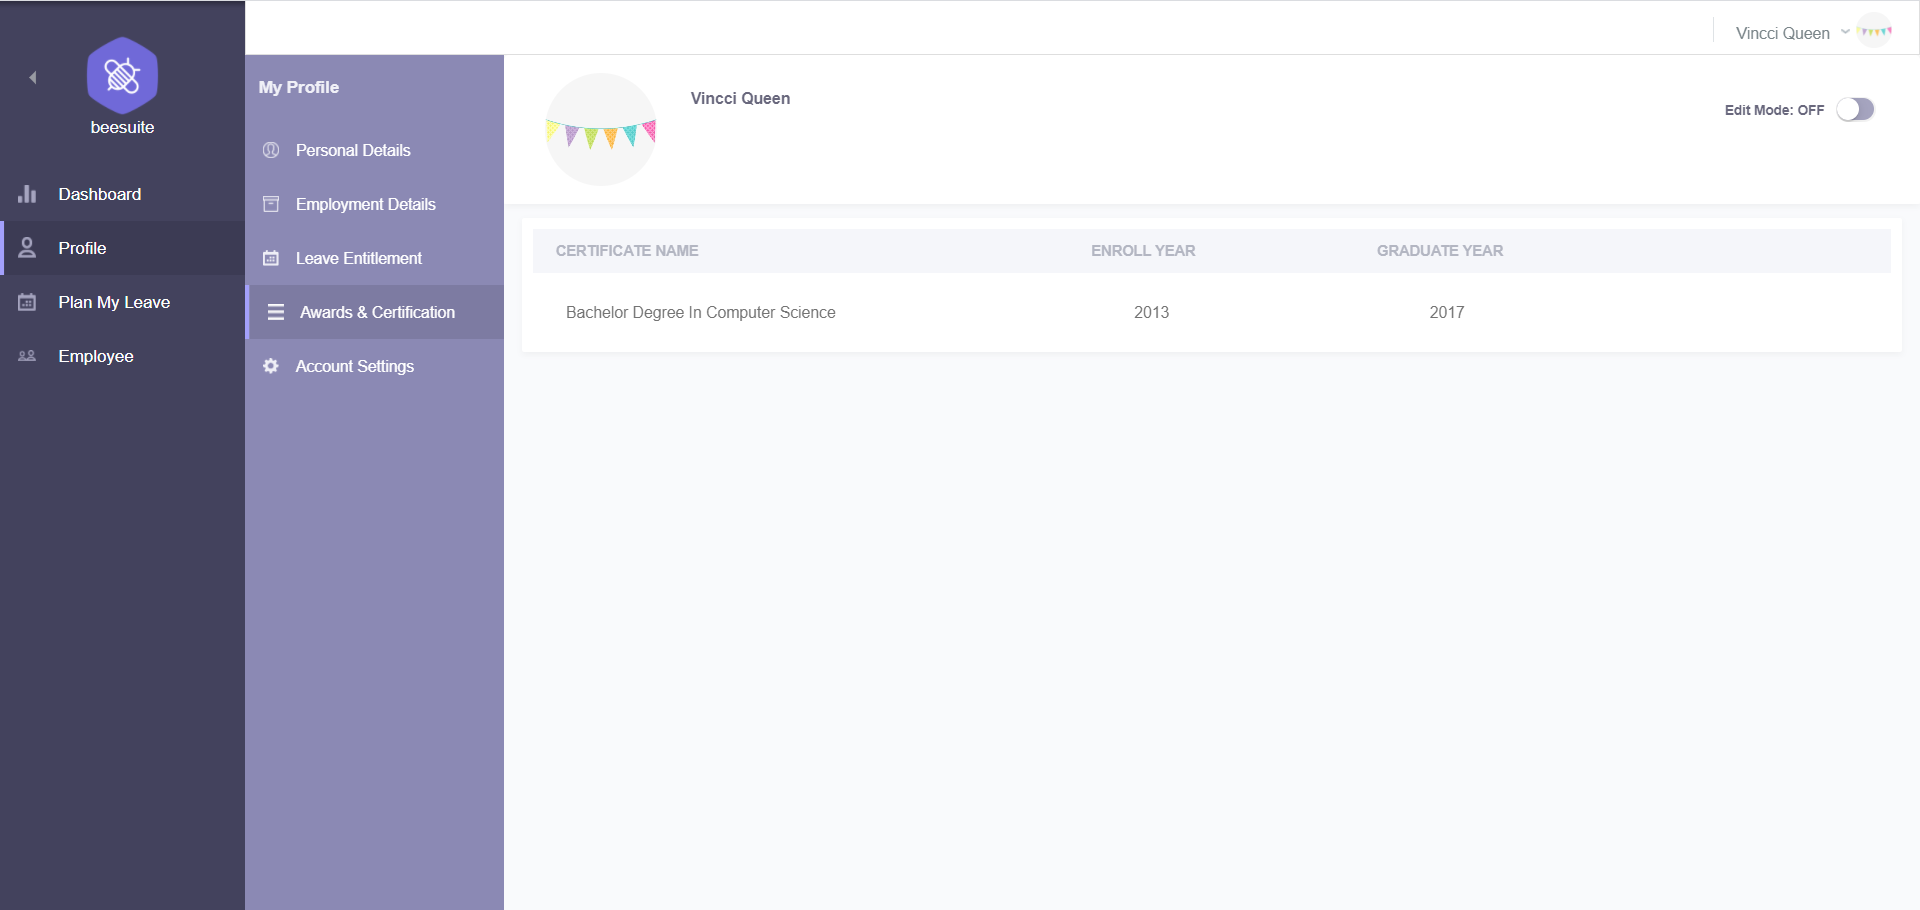 Vincci Queen
beesuite
Dashboard
Profile
Plan My Leave
Employee
My Profile
Personal Details
Employment Details
Leave Entitlement
Awards & Certification
Account Settings
Vincci Queen
Edit Mode: OFF
CERTIFICATE NAME ENROLL YEAR GRADUATE YEAR
Bachelor Degree In Computer Science 2013 2017